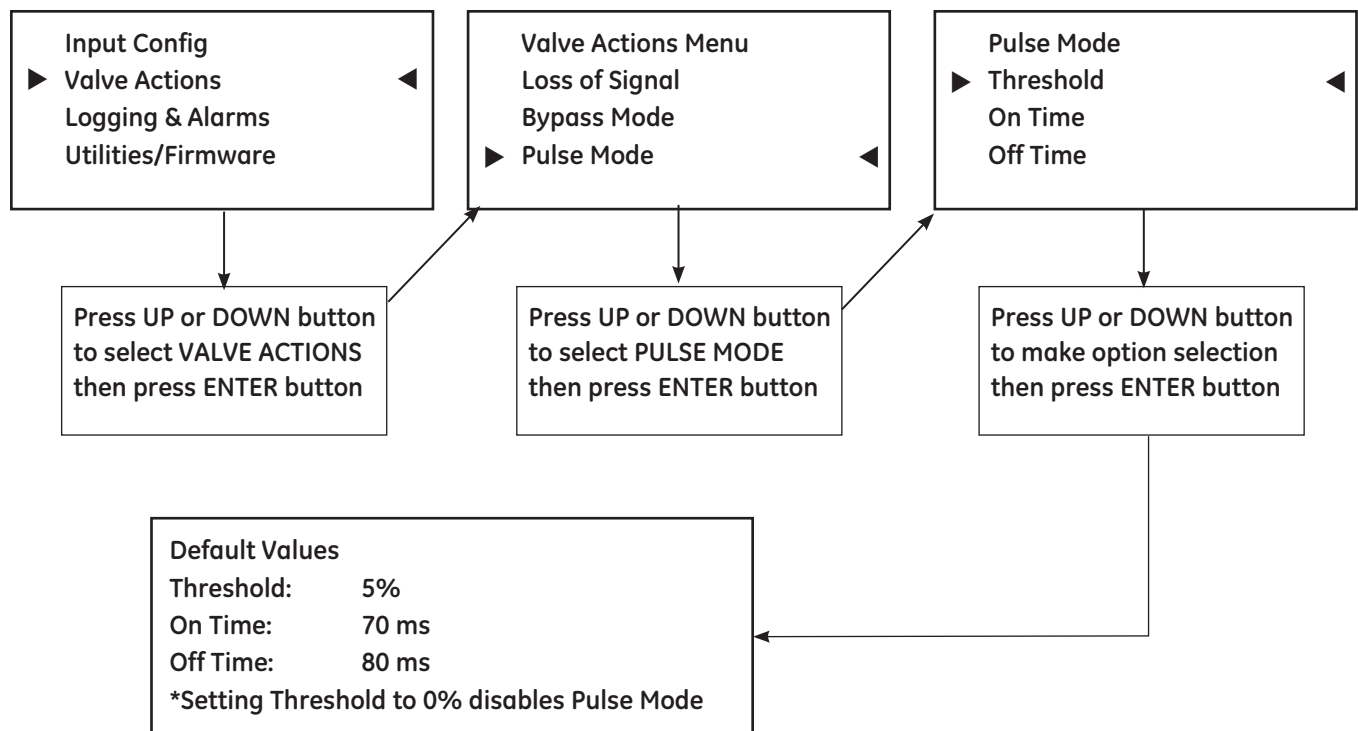 Input Config
Valve Actions
Logging & Alarms
Utilities/Firmware
Press UP or DOWN button
to select VALVE ACTIONS
then press ENTER button
Valve Actions Menu
Loss of Signal
Bypass Mode
Pulse Mode
Press UP or DOWN button
to select PULSE MODE
then press ENTER button
Pulse Mode
Threshold
On Time
Off Time
Press UP or DOWN button
to make option selection
then press ENTER button
Default Values
Threshold: 5%
On Time: 70 ms
Off Time: 80 ms
*Setting Threshold to 0% disables Pulse Mode